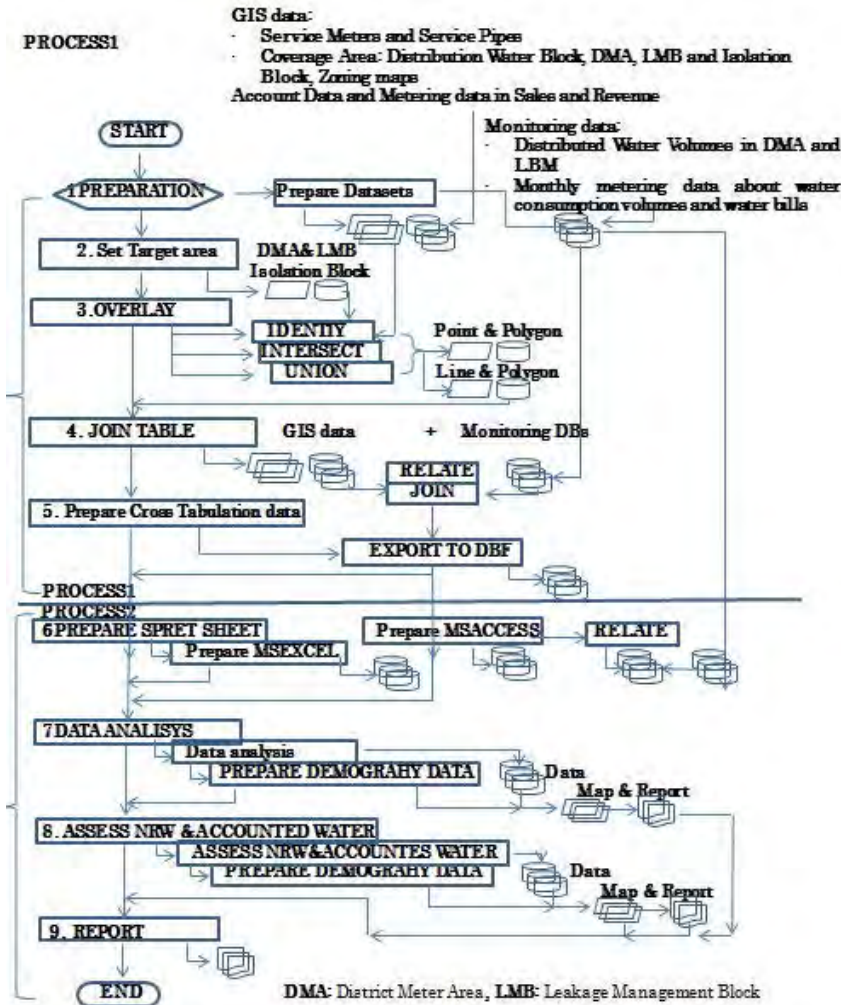 GIS data:
PROCESS1
· Service Meters and Service Pipes
· Coverage Area: Distribution Water Block, DMA, LMB and Isolation
Block, Zoning maps
Account Data and Metering data in Sales and Revenue
START
Monitoring data:
· Distributed Water Volumes in DMA and
LBM
· Monthly metering data about water
consumption volumes and water bills
1 PREPARATION
Prepare Datasets
2. Set Target area
DMA& LMB
Isolation Block
3.OVERLAY
IDENTIY
INTERSECT
UNION
Point & Polygon
Line & Polygon
4. JOIN TABLE
GIS data + Monitoring DBs
RELATE
JOIN
5. Prepare Cross Tabulation data
EXPORT TO DBF
PROCESS1
PROCESS2
6PREPARE SPRET SHEET
Prepare MSACCESS
RELATE
Prepare MSEXCEL
7DATA ANALISYS
Data analysis
PREPARE DEMOGRAHY DATA
Data
Map & Report
8. ASSESS NRW &ACCOUNTED WATER
ASSESS NRW&ACCOUNTES WATER
PREPARE DEMOGRAHY DATA
Data
Map & Report
9. REPORT
END
DMA: District Meter Area, LMB: Leakage Management Block